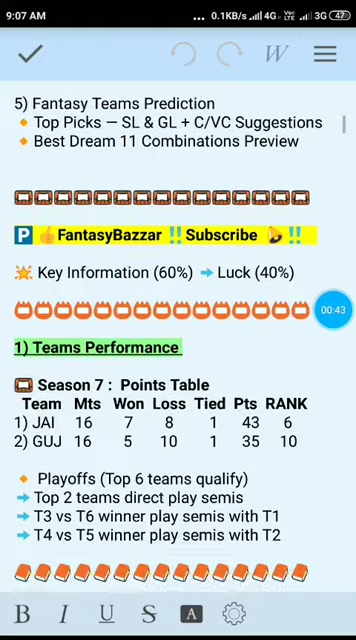 9:07 AM ... 0.1KB/s 4G VoLTE 3G 47
W
5) Fantasy Teams Prediction
Top Picks — SL & GL + C/VC Suggestions
Best Dream 11 Combinations Preview
P FantasyBazzar ‼ Subscribe ‼
Key Information (60%) ➡ Luck (40%)
00:43
1) Teams Performance
Season 7 : Points Table
Team Mts Won Loss Tied Pts RANK
1) JAI 16 7 8 1 43 6
2) GUJ 16 5 10 1 35 10
Playoffs (Top 6 teams qualify)
➡ Top 2 teams direct play semis
➡ T3 vs T6 winner play semis with T1
➡ T4 vs T5 winner play semis with T2
B I U S A